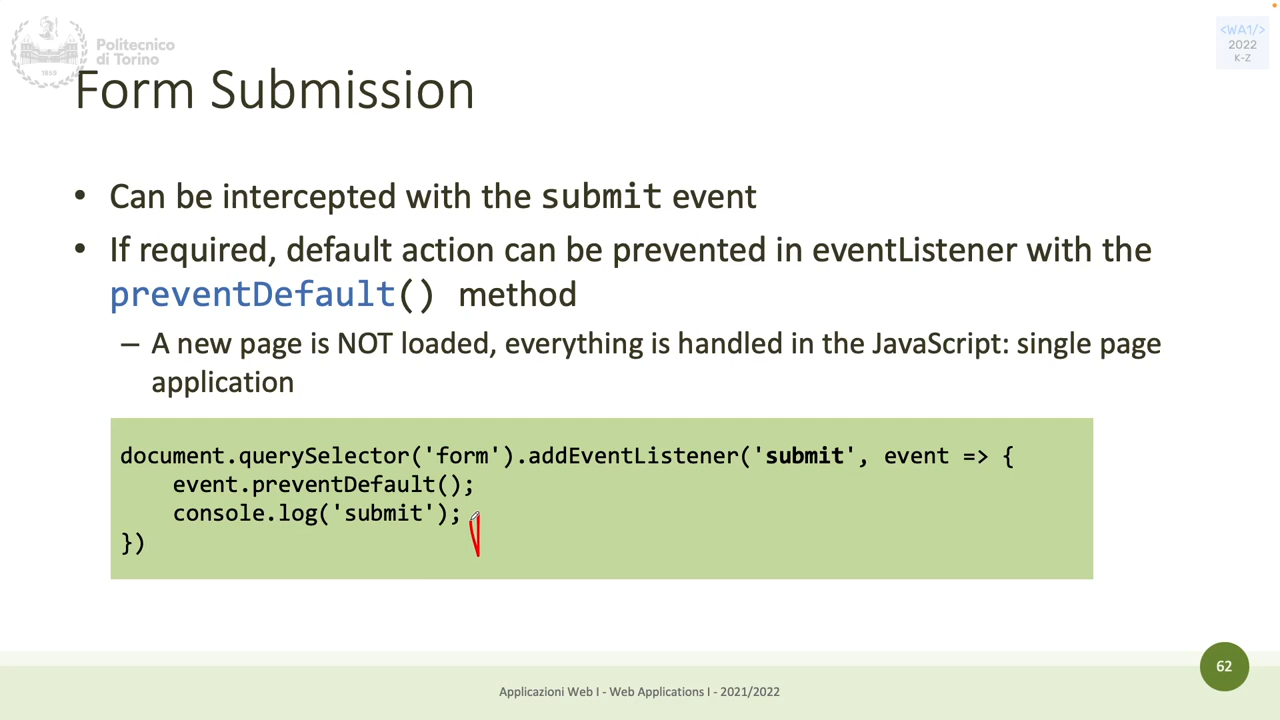 Politecnico
di Torino
1859
<WA1/>
2022
K-Z
Form Submission
• Can be intercepted with the submit event
• If required, default action can be prevented in eventListener with the
preventDefault() method
– A new page is NOT loaded, everything is handled in the JavaScript: single page
application
document.querySelector('form').addEventListener('submit', event => {
    event.preventDefault();
    console.log('submit');
})
62
Applicazioni Web I - Web Applications I - 2021/2022